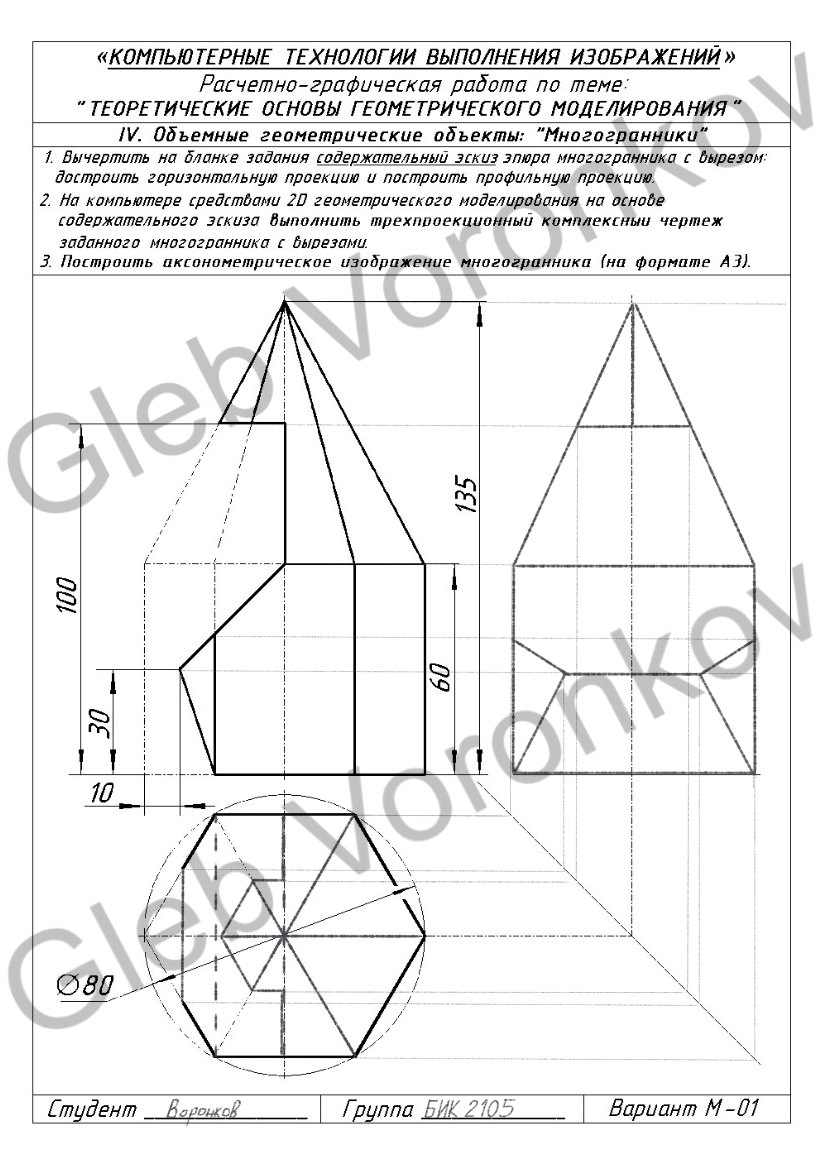 «КОМПЬЮТЕРНЫЕ ТЕХНОЛОГИИ ВЫПОЛНЕНИЯ ИЗОБРАЖЕНИЙ»
Расчетно-графическая работа по теме:
"ТЕОРЕТИЧЕСКИЕ ОСНОВЫ ГЕОМЕТРИЧЕСКОГО МОДЕЛИРОВАНИЯ"
IV. Объемные геометрические объекты: "Многогранники"
1. Вычертить на бланке задания содержательный эскиз эпюра многогранника с вырезом:
достроить горизонтальную проекцию и построить профильную проекцию.
2. На компьютере средствами 2D геометрического моделирования на основе
содержательного эскиза выполнить трехпроекционный комплексный чертеж
заданного многогранника с вырезами.
3. Построить аксонометрическое изображение многогранника (на формате А3).
135
100
60
30
10
Ø80
Студент Воронков Группа БИК 2105 Вариант М-01
Gleb Voronkov
Gleb Voronkov